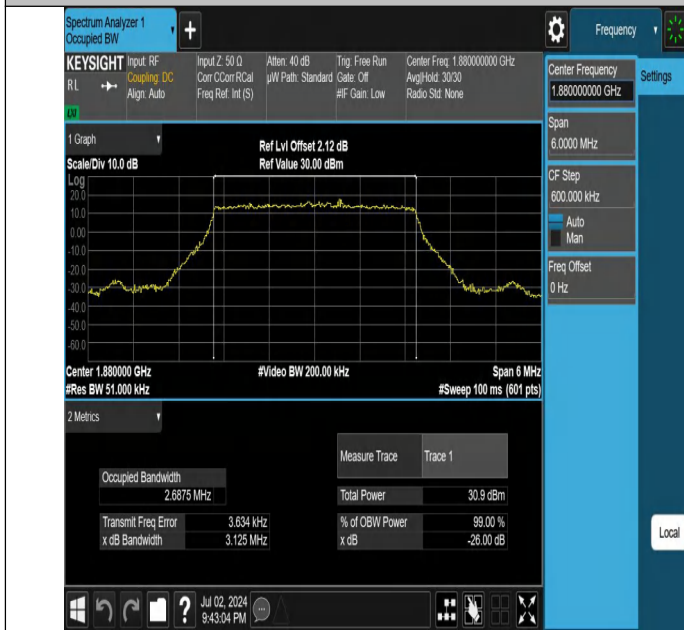 Spectrum Analyzer 1
Occupied BW
Frequency
KEYSIGHT
RL
Input: RF
Coupling: DC
Align: Auto
Input Z: 50 Ω
Corr CCorr RCal
Freq Ref: Int (S)
Atten: 40 dB
µW Path: Standard
Trig: Free Run
Gate: Off
#IF Gain: Low
Center Freq: 1.880000000 GHz
Avg|Hold: 30/30
Radio Std: None
LXI
Center Frequency
1.880000000 GHz
Settings
Span
6.0000 MHz
CF Step
600.000 kHz
Auto
Man
Freq Offset
0 Hz
Local
1 Graph
Scale/Div 10.0 dB
Ref Lvl Offset 2.12 dB
Ref Value 30.00 dBm
Log
20.0
10.0
0.00
-10.0
-20.0
-30.0
-40.0
-50.0
-60.0
Center 1.880000 GHz
#Video BW 200.00 kHz
Span 6 MHz
#Res BW 51.000 kHz
#Sweep 100 ms (601 pts)
2 Metrics
Measure Trace
Trace 1
Occupied Bandwidth
2.6875 MHz
Total Power
30.9 dBm
Transmit Freq Error
3.634 kHz
% of OBW Power
99.00 %
x dB Bandwidth
3.125 MHz
x dB
-26.00 dB
?
Jul 02, 2024
9:43:04 PM